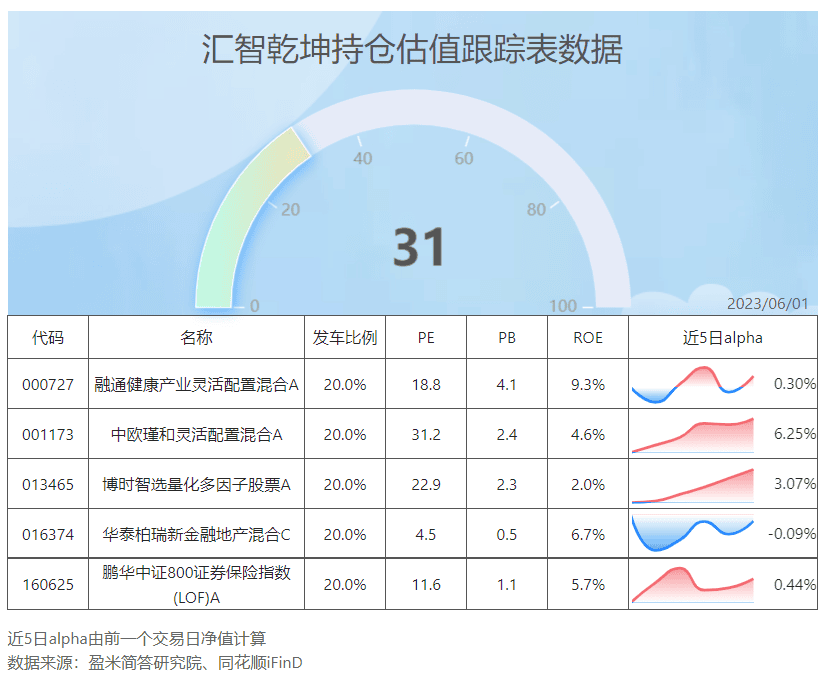 汇智乾坤持仓估值跟踪表数据
40 60
20 80
31
0 100
2023/06/01
代码 名称 发车比例 PE PB ROE 近5日alpha
000727 融通健康产业灵活配置混合A 20.0% 18.8 4.1 9.3% 0.30%
001173 中欧瑾和灵活配置混合A 20.0% 31.2 2.4 4.6% 6.25%
013465 博时智选量化多因子股票A 20.0% 22.9 2.3 2.0% 3.07%
016374 华泰柏瑞新金融地产混合C 20.0% 4.5 0.5 6.7% -0.09%
160625 鹏华中证800证券保险指数
(LOF)A 20.0% 11.6 1.1 5.7% 0.44%
近5日alpha由前一个交易日净值计算
数据来源：盈米简答研究院、同花顺iFinD